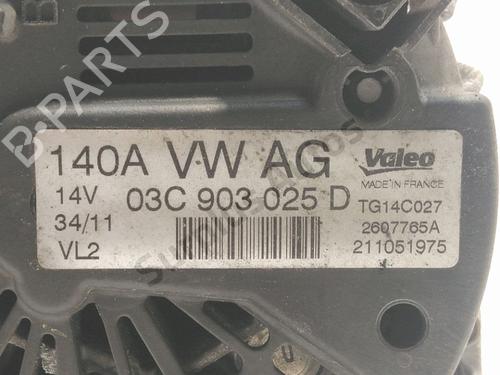 B
B-PARTS
140A VW AG
Valeo
MADE IN FRANCE
14V
03C 903 025 D
TG14C027
34/11
2607765A
VL2
211051975
U